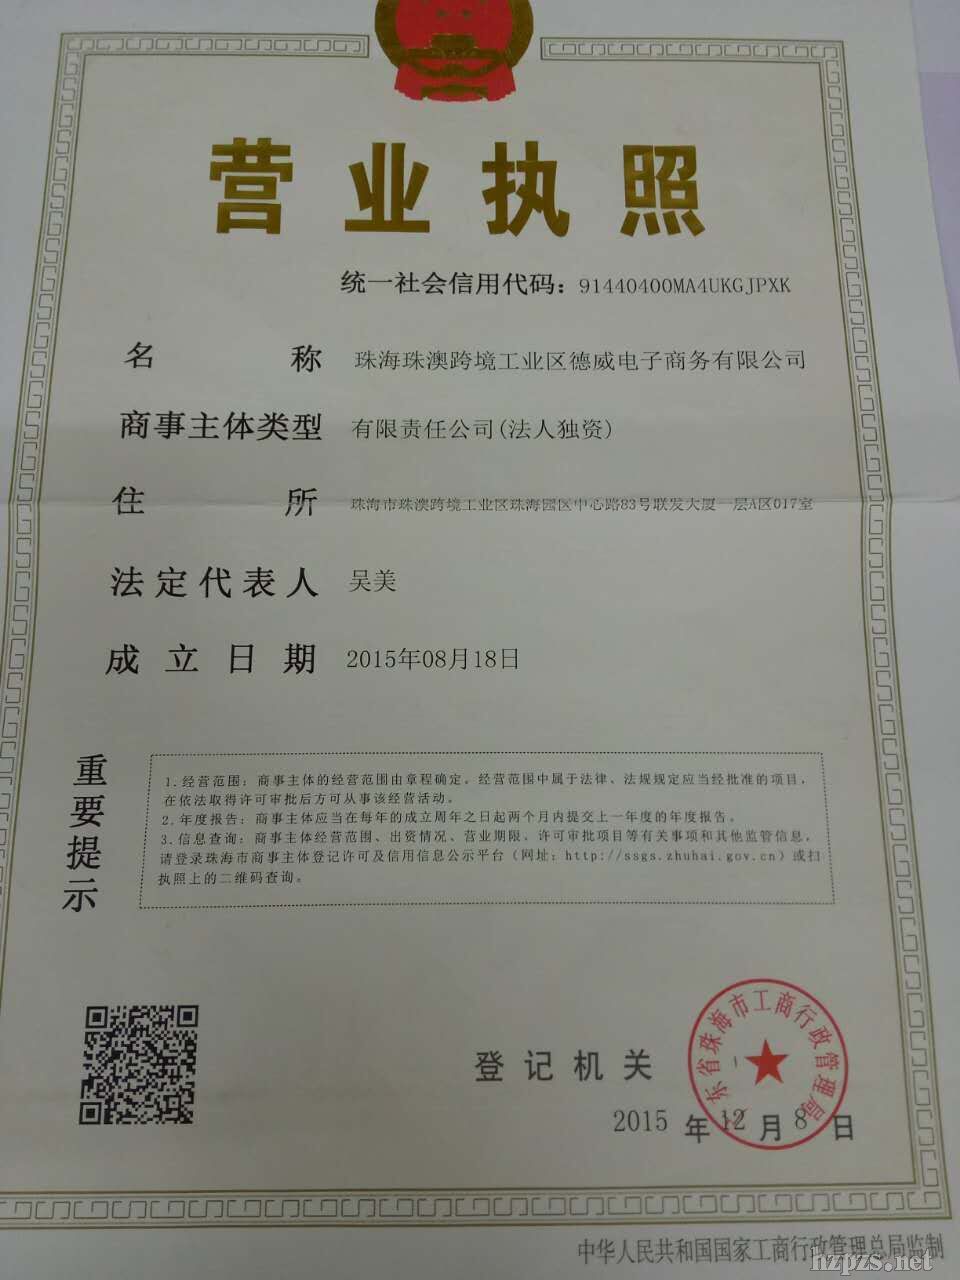 营业执照
统一社会信用代码：91440400MA4UKGJPXK
名称 珠海珠澳跨境工业区德威电子商务有限公司
商事主体类型 有限责任公司(法人独资)
住所 珠海市珠澳跨境工业区珠海园区中心路83号联发大厦一层A区017室
法定代表人 吴美
成立日期 2015年08月18日
重要提示
1.经营范围：商事主体的经营范围由章程确定。经营范围中属于法律、法规规定应当经批准的项目，
在依法取得许可审批后方可从事该经营活动。
2.年度报告：商事主体应当在每年的成立周年之日起两个月内提交上一年度的年度报告。
3.信息查询：商事主体经营范围、出资情况、营业期限、许可审批项目等有关事项和其他监管信息，
请登录珠海市商事主体登记许可及信用信息公示平台（网址：http://ssgs.zhuhai.gov.cn）或扫
执照上的二维码查询。
登记机关
东省珠海市工商行政管理局
2015年12月8日
中华人民共和国国家工商行政管理总局监制
hzpzs.net